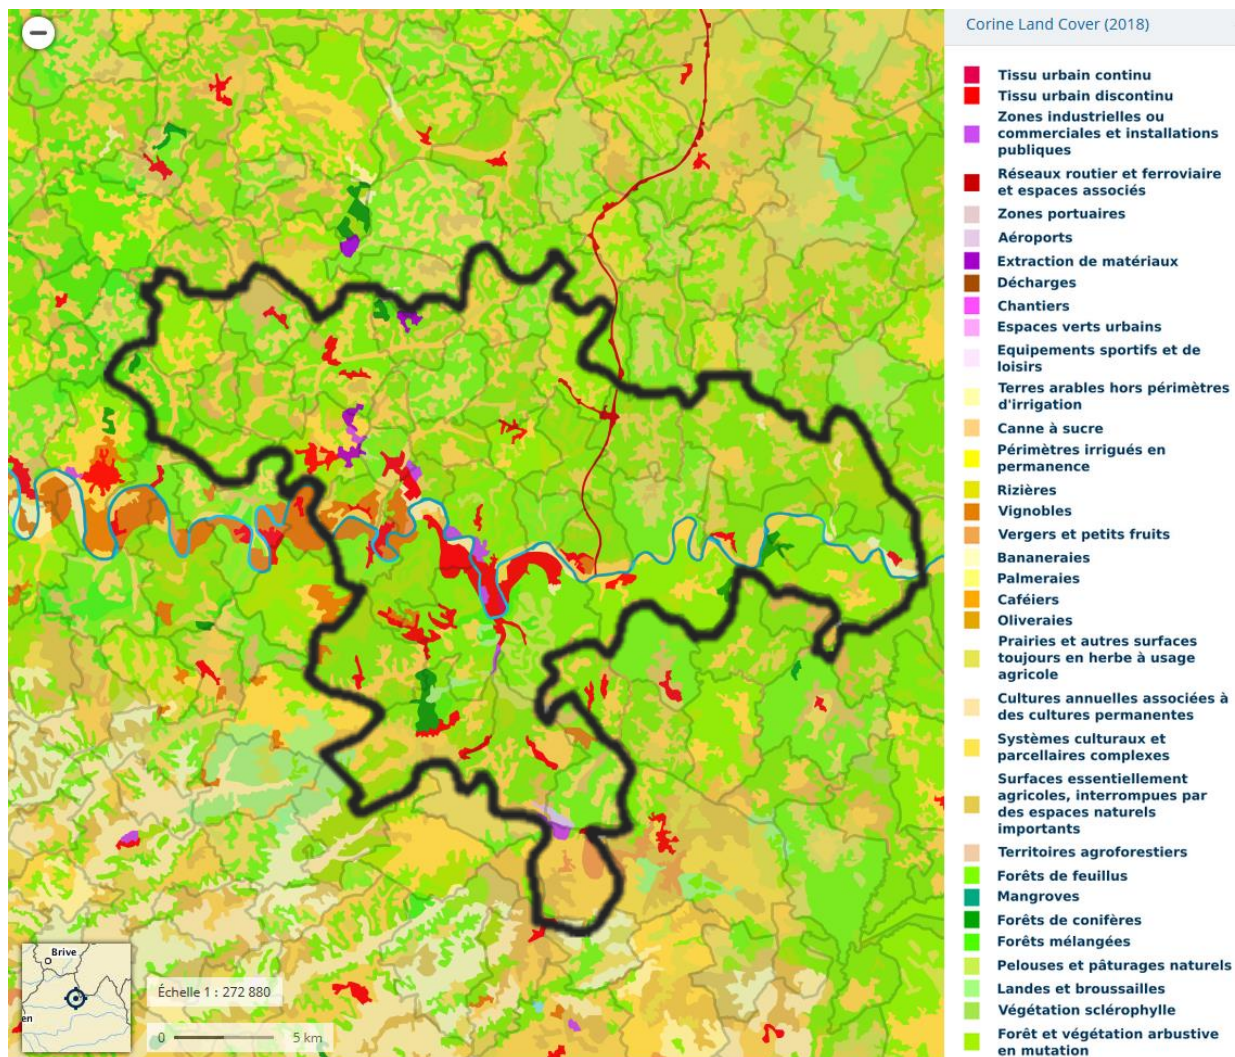 Corine Land Cover (2018)
Tissu urbain continu
Tissu urbain discontinu
Zones industrielles ou
commerciales et installations
publiques
Réseaux routier et ferroviaire
et espaces associés
Zones portuaires
Aéroports
Extraction de matériaux
Décharges
Chantiers
Espaces verts urbains
Equipements sportifs et de
loisirs
Terres arables hors périmètres
d'irrigation
Canne à sucre
Périmètres irrigués en
permanence
Rizières
Vignobles
Vergers et petits fruits
Bananeraies
Palmeraies
Caféiers
Oliveraies
Prairies et autres surfaces
toujours en herbe à usage
agricole
Cultures annuelles associées à
des cultures permanentes
Systèmes culturaux et
parcellaires complexes
Surfaces essentiellement
agricoles, interrompues par
des espaces naturels
importants
Territoires agroforestiers
Forêts de feuillus
Mangroves
Forêts de conifères
Forêts mélangées
Pelouses et pâturages naturels
Landes et broussailles
Végétation sclérophylle
Forêt et végétation arbustive
en mutation
Brive
en
Échelle 1 : 272 880
0 5 km